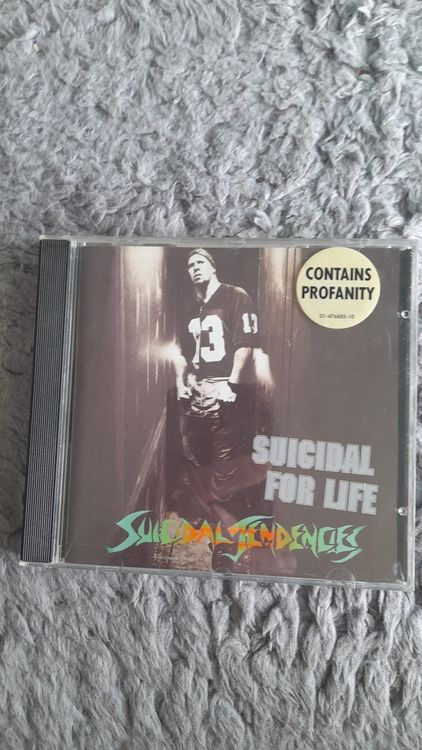 CONTAINS
PROFANITY
01-476885-10
13
13
SUICIDAL
FOR LIFE
SUICIDAL TENDENCIES